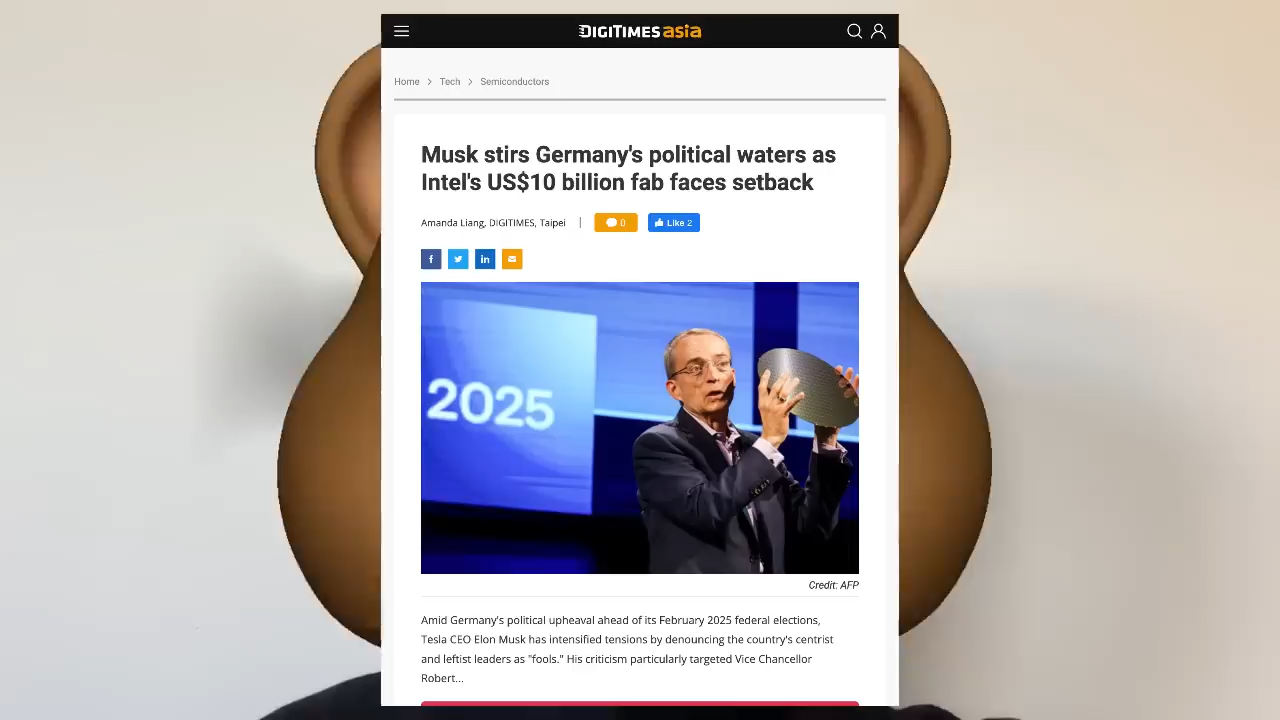 DIGITIMES asia
Home > Tech > Semiconductors
Musk stirs Germany's political waters as
Intel's US$10 billion fab faces setback
Amanda Liang, DIGITIMES, Taipei | 0 Like 2
2025
Credit: AFP
Amid Germany's political upheaval ahead of its February 2025 federal elections,
Tesla CEO Elon Musk has intensified tensions by denouncing the country's centrist
and leftist leaders as "fools." His criticism particularly targeted Vice Chancellor
Robert...